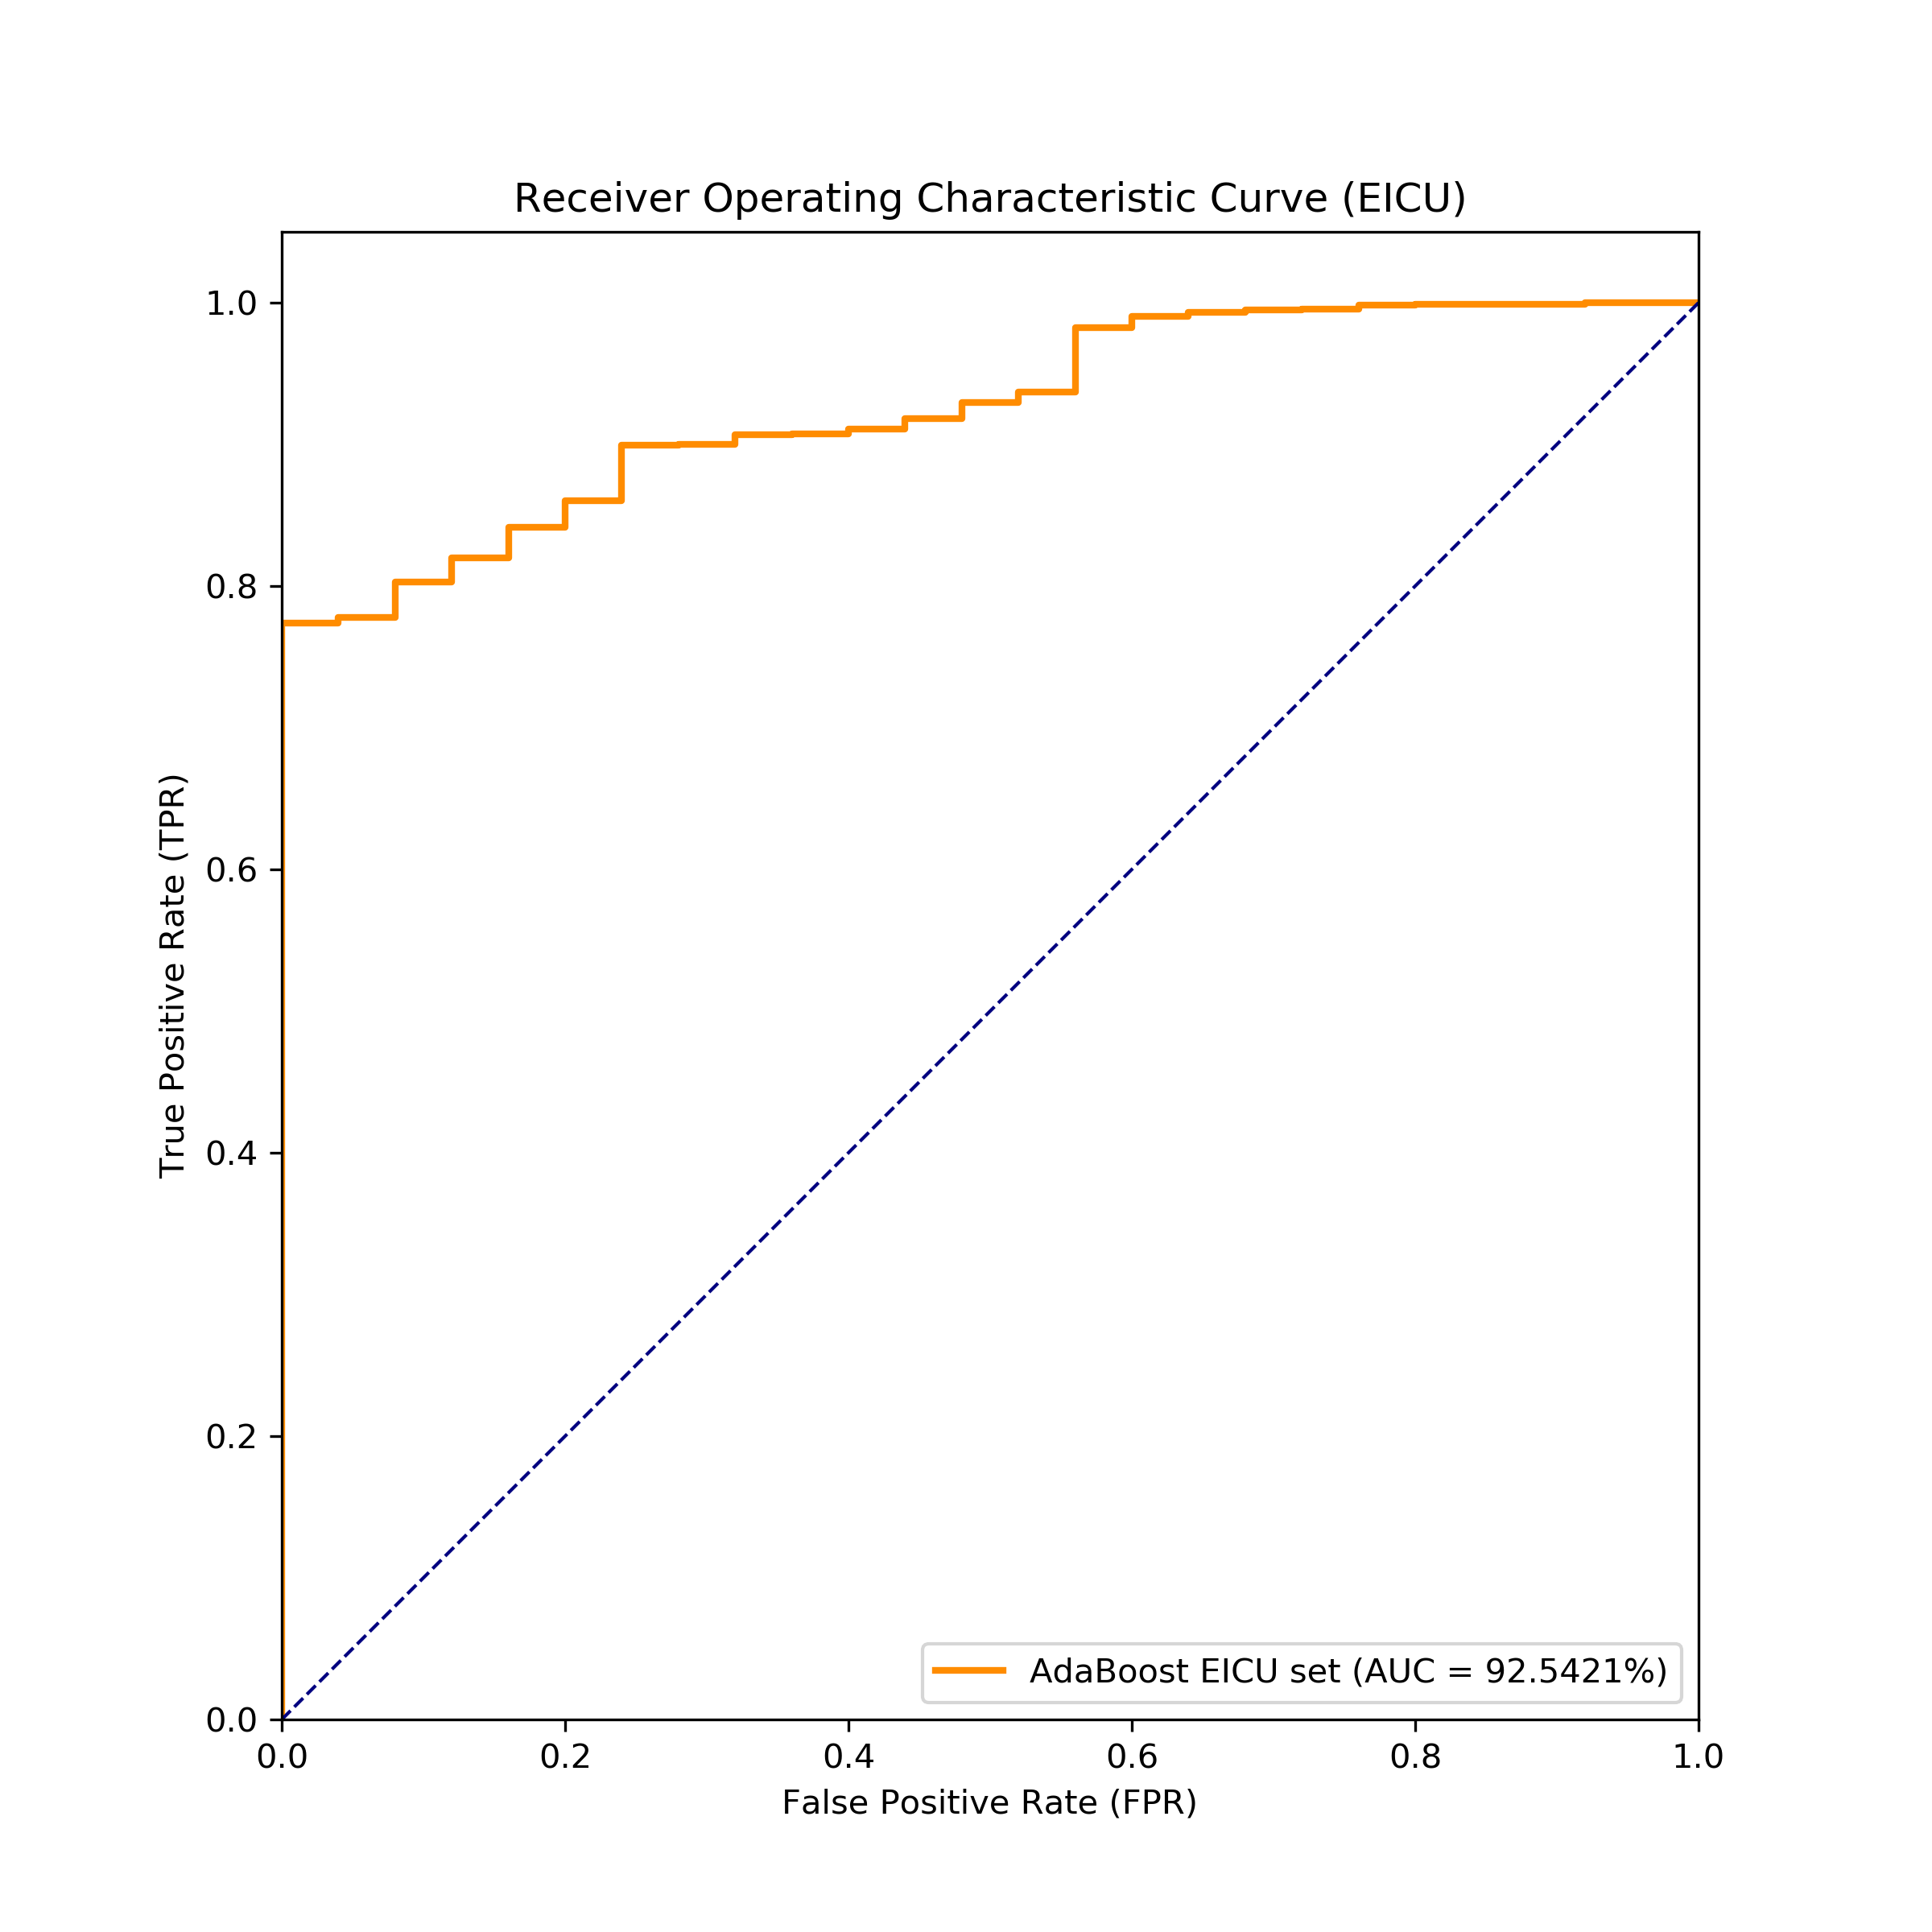 Receiver Operating Characteristic Curve (EICU)
1.0
0.8
0.6
0.4
0.2
0.0
True Positive Rate (TPR)
0.0 0.2 0.4 0.6 0.8 1.0
False Positive Rate (FPR)
AdaBoost EICU set (AUC = 92.5421%)